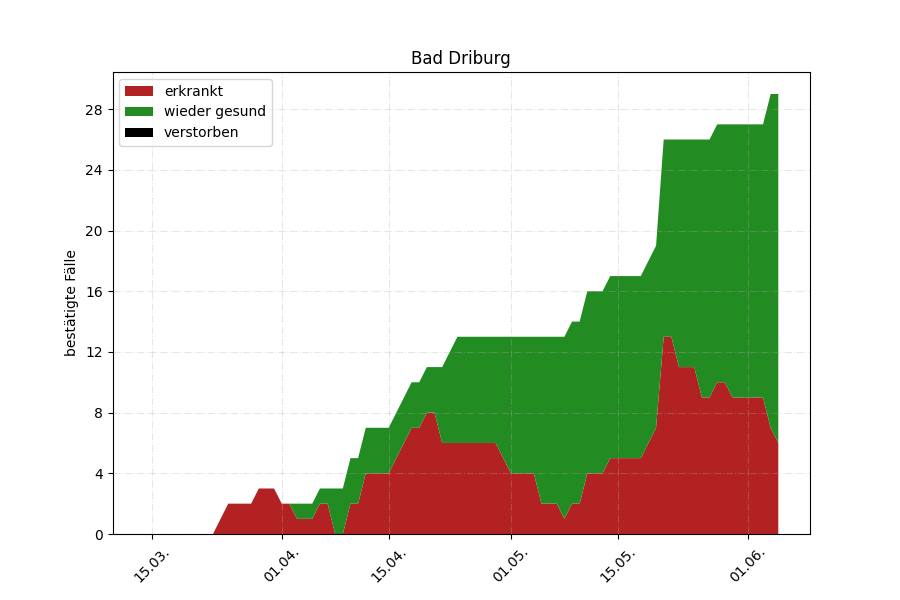 Bad Driburg
erkrankt
wieder gesund
verstorben
bestätigte Fälle
28
24
20
16
12
8
4
0
15.03.
01.04.
15.04.
01.05.
15.05.
01.06.